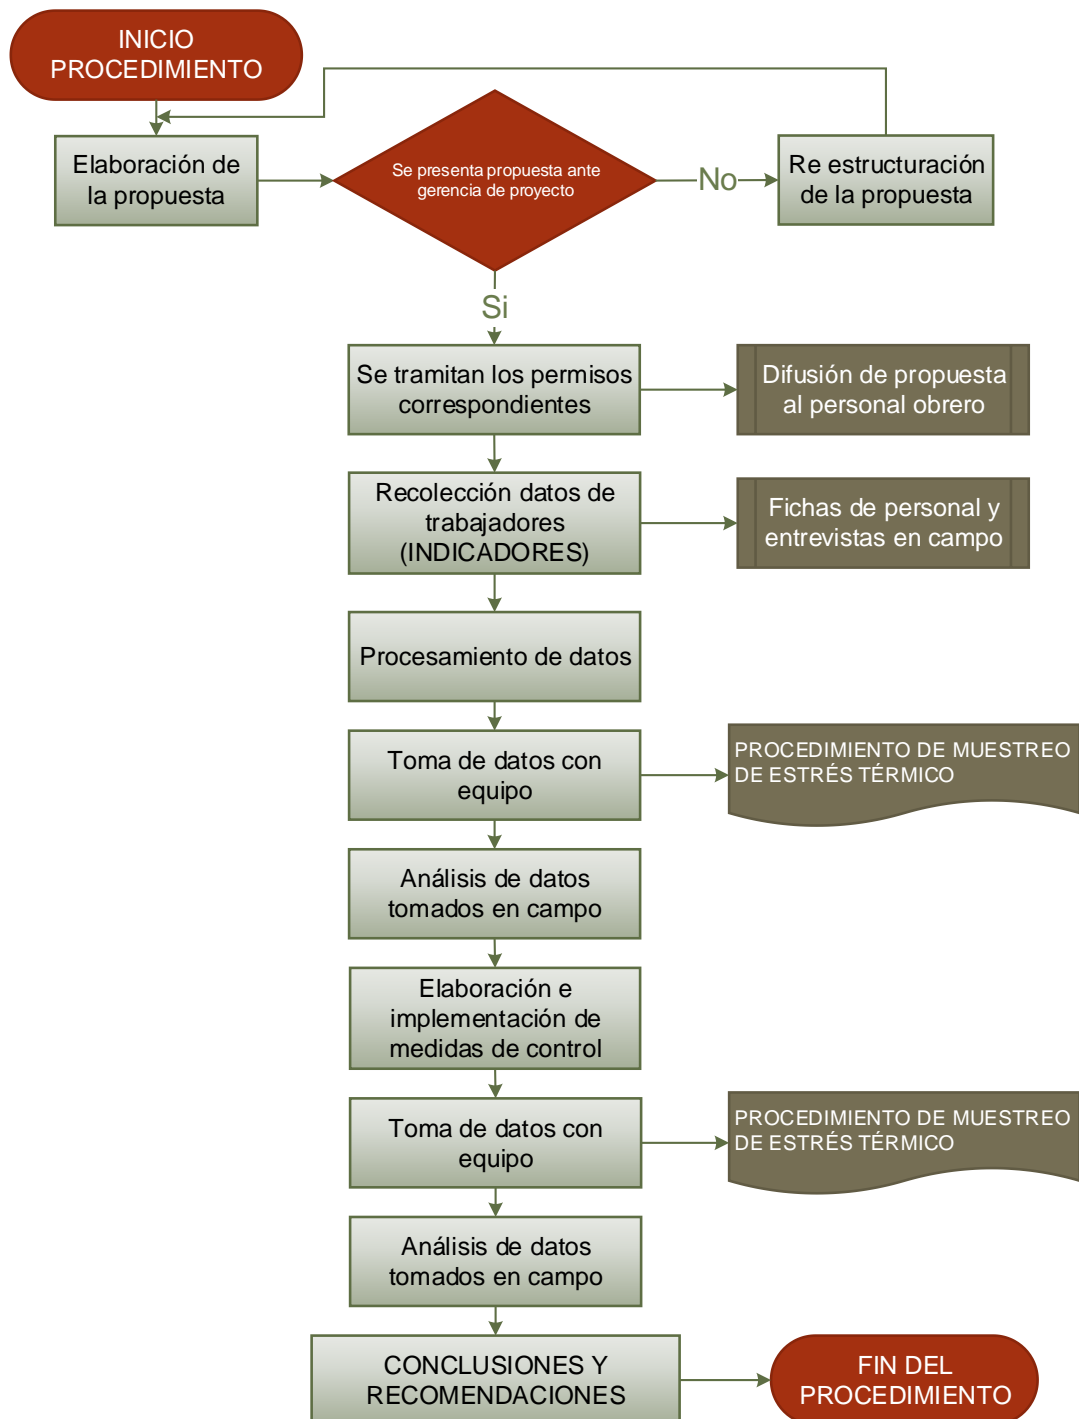 INICIO
PROCEDIMIENTO
Elaboración de
la propuesta
Se presenta propuesta ante
gerencia de proyecto
No
Re estructuración
de la propuesta
Si
Se tramitan los permisos
correspondientes
Difusión de propuesta
al personal obrero
Recolección datos de
trabajadores
(INDICADORES)
Fichas de personal y
entrevistas en campo
Procesamiento de datos
Toma de datos con
equipo
PROCEDIMIENTO DE MUESTREO
DE ESTRÉS TÉRMICO
Análisis de datos
tomados en campo
Elaboración e
implementación de
medidas de control
Toma de datos con
equipo
PROCEDIMIENTO DE MUESTREO
DE ESTRÉS TÉRMICO
Análisis de datos
tomados en campo
CONCLUSIONES Y
RECOMENDACIONES
FIN DEL
PROCEDIMIENTO